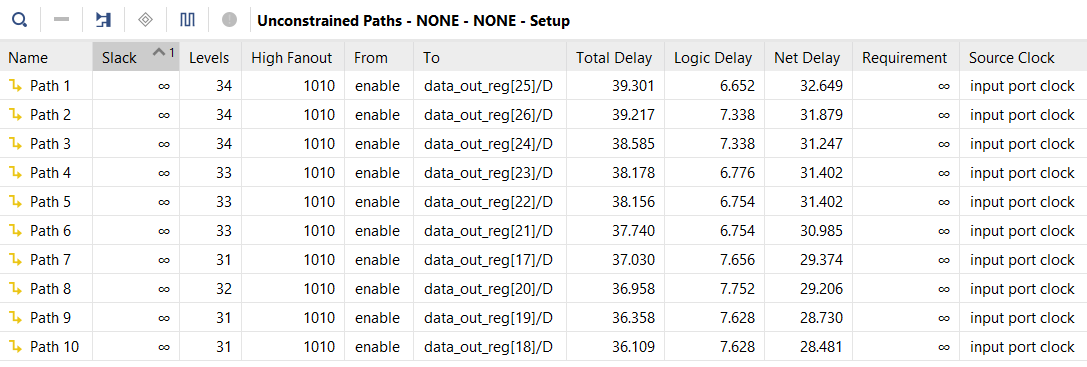 Unconstrained Paths - NONE - NONE - Setup
Name Slack 1 Levels High Fanout From To Total Delay Logic Delay Net Delay Requirement Source Clock
Path 1 ∞ 34 1010 enable data_out_reg[25]/D 39.301 6.652 32.649 ∞ input port clock
Path 2 ∞ 34 1010 enable data_out_reg[26]/D 39.217 7.338 31.879 ∞ input port clock
Path 3 ∞ 34 1010 enable data_out_reg[24]/D 38.585 7.338 31.247 ∞ input port clock
Path 4 ∞ 33 1010 enable data_out_reg[23]/D 38.178 6.776 31.402 ∞ input port clock
Path 5 ∞ 33 1010 enable data_out_reg[22]/D 38.156 6.754 31.402 ∞ input port clock
Path 6 ∞ 33 1010 enable data_out_reg[21]/D 37.740 6.754 30.985 ∞ input port clock
Path 7 ∞ 31 1010 enable data_out_reg[17]/D 37.030 7.656 29.374 ∞ input port clock
Path 8 ∞ 32 1010 enable data_out_reg[20]/D 36.958 7.752 29.206 ∞ input port clock
Path 9 ∞ 31 1010 enable data_out_reg[19]/D 36.358 7.628 28.730 ∞ input port clock
Path 10 ∞ 31 1010 enable data_out_reg[18]/D 36.109 7.628 28.481 ∞ input port clock